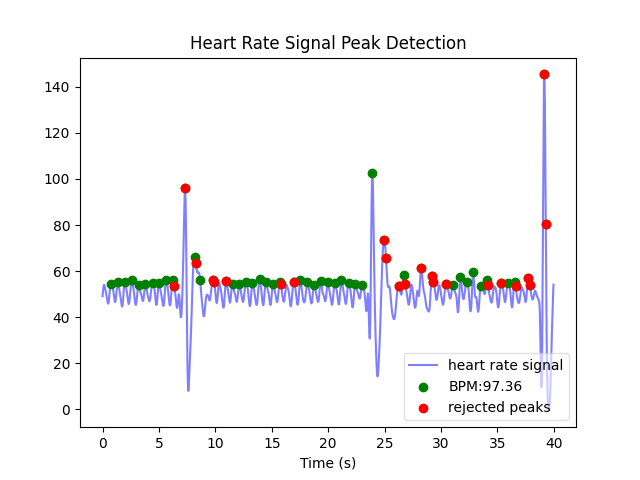 Heart Rate Signal Peak Detection
140
120
100
80
60
40
20
0
0 5 10 15 20 25 30 35 40
Time (s)
heart rate signal
BPM:97.36
rejected peaks